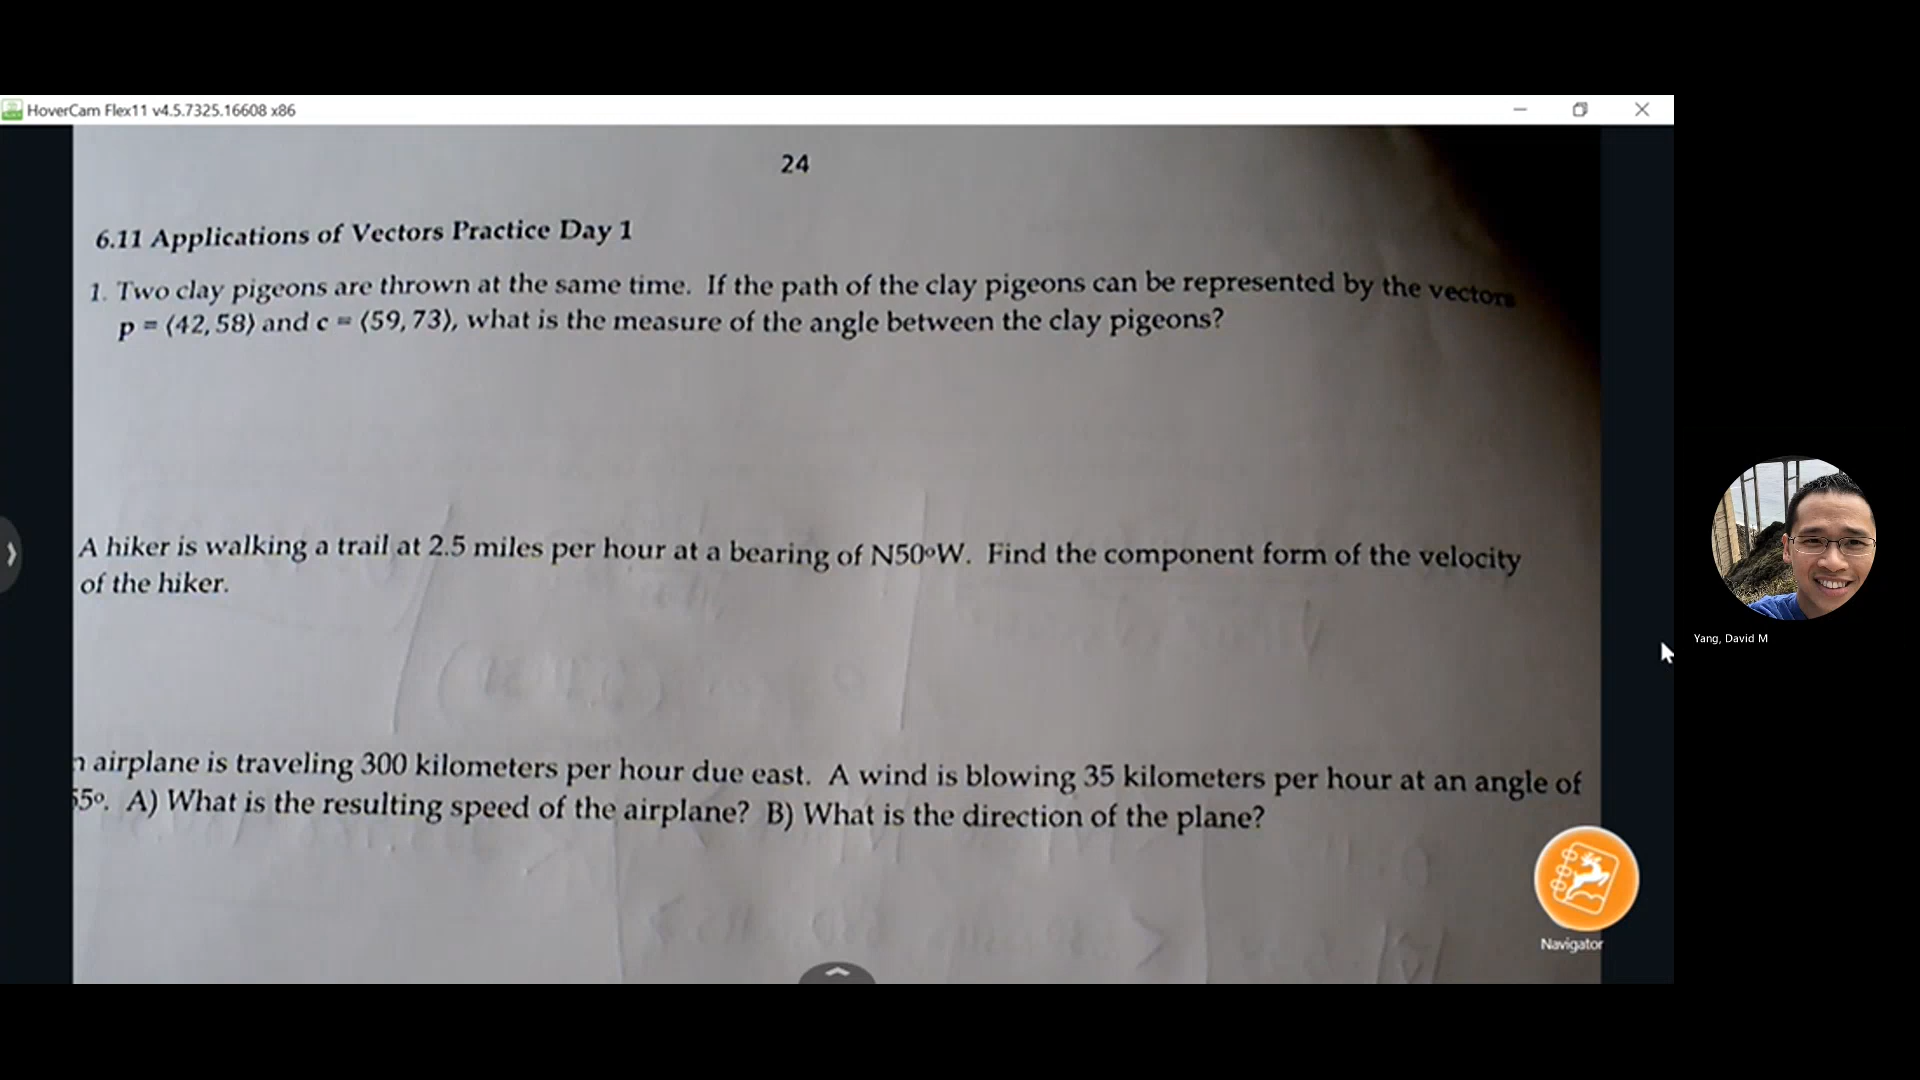 HoverCam Flex11 v4.5.7325.16608 x86
24
6.11 Applications of Vectors Practice Day 1
1. Two clay pigeons are thrown at the same time. If the path of the clay pigeons can be represented by the vectors
p = ⟨42, 58⟩ and c = ⟨59, 73⟩, what is the measure of the angle between the clay pigeons?
A hiker is walking a trail at 2.5 miles per hour at a bearing of N50ºW. Find the component form of the velocity
of the hiker.
airplane is traveling 300 kilometers per hour due east. A wind is blowing 35 kilometers per hour at an angle of
5º. A) What is the resulting speed of the airplane? B) What is the direction of the plane?
Navigator
Yang, David M